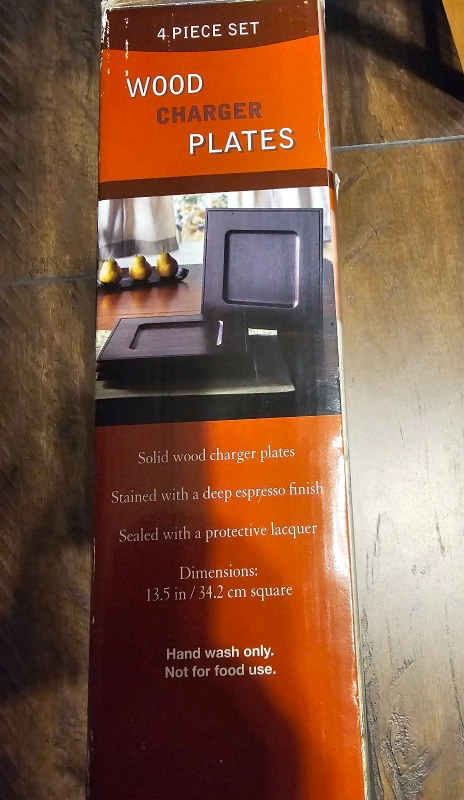 4 PIECE SET
WOOD
CHARGER
PLATES
Solid wood charger plates
Stained with a deep espresso finish
Sealed with a protective lacquer
Dimensions:
13.5 in / 34.2 cm square
Hand wash only.
Not for food use.